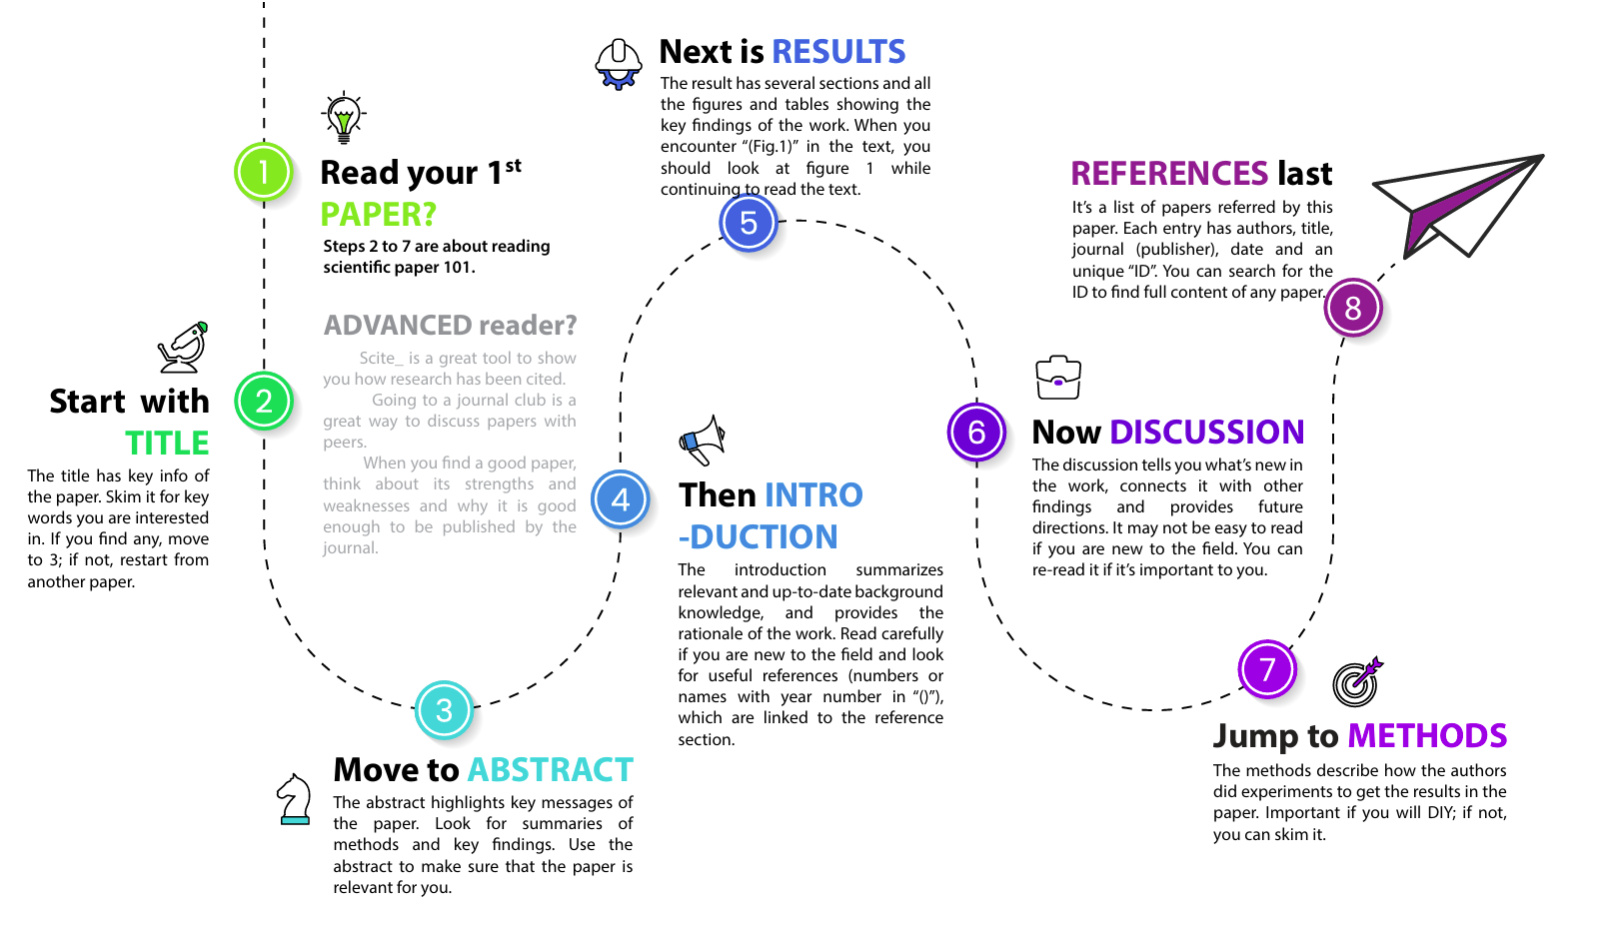 1
Read your 1st
PAPER?
Steps 2 to 7 are about reading
scientific paper 101.
ADVANCED reader?
Scite_ is a great tool to show
you how research has been cited.
Going to a journal club is a
great way to discuss papers with
peers.
When you find a good paper,
think about its strengths and
weaknesses and why it is good
enough to be published by the
journal.
2
Start with
TITLE
The title has key info of
the paper. Skim it for key
words you are interested
in. If you find any, move
to 3; if not, restart from
another paper.
3
Move to ABSTRACT
The abstract highlights key messages of
the paper. Look for summaries of
methods and key findings. Use the
abstract to make sure that the paper is
relevant for you.
4
Then INTRO
-DUCTION
The introduction summarizes
relevant and up-to-date background
knowledge, and provides the
rationale of the work. Read carefully
if you are new to the field and look
for useful references (numbers or
names with year number in “()”),
which are linked to the reference
section.
Next is RESULTS
The result has several sections and all
the figures and tables showing the
key findings of the work. When you
encounter “(Fig.1)” in the text, you
should look at figure 1 while
continuing to read the text.
5
6
Now DISCUSSION
The discussion tells you what’s new in
the work, connects it with other
findings and provides future
directions. It may not be easy to read
if you are new to the field. You can
re-read it if it’s important to you.
7
Jump to METHODS
The methods describe how the authors
did experiments to get the results in the
paper. Important if you will DIY; if not,
you can skim it.
REFERENCES last
It’s a list of papers referred by this
paper. Each entry has authors, title,
journal (publisher), date and an
unique “ID”. You can search for the
ID to find full content of any paper.
8